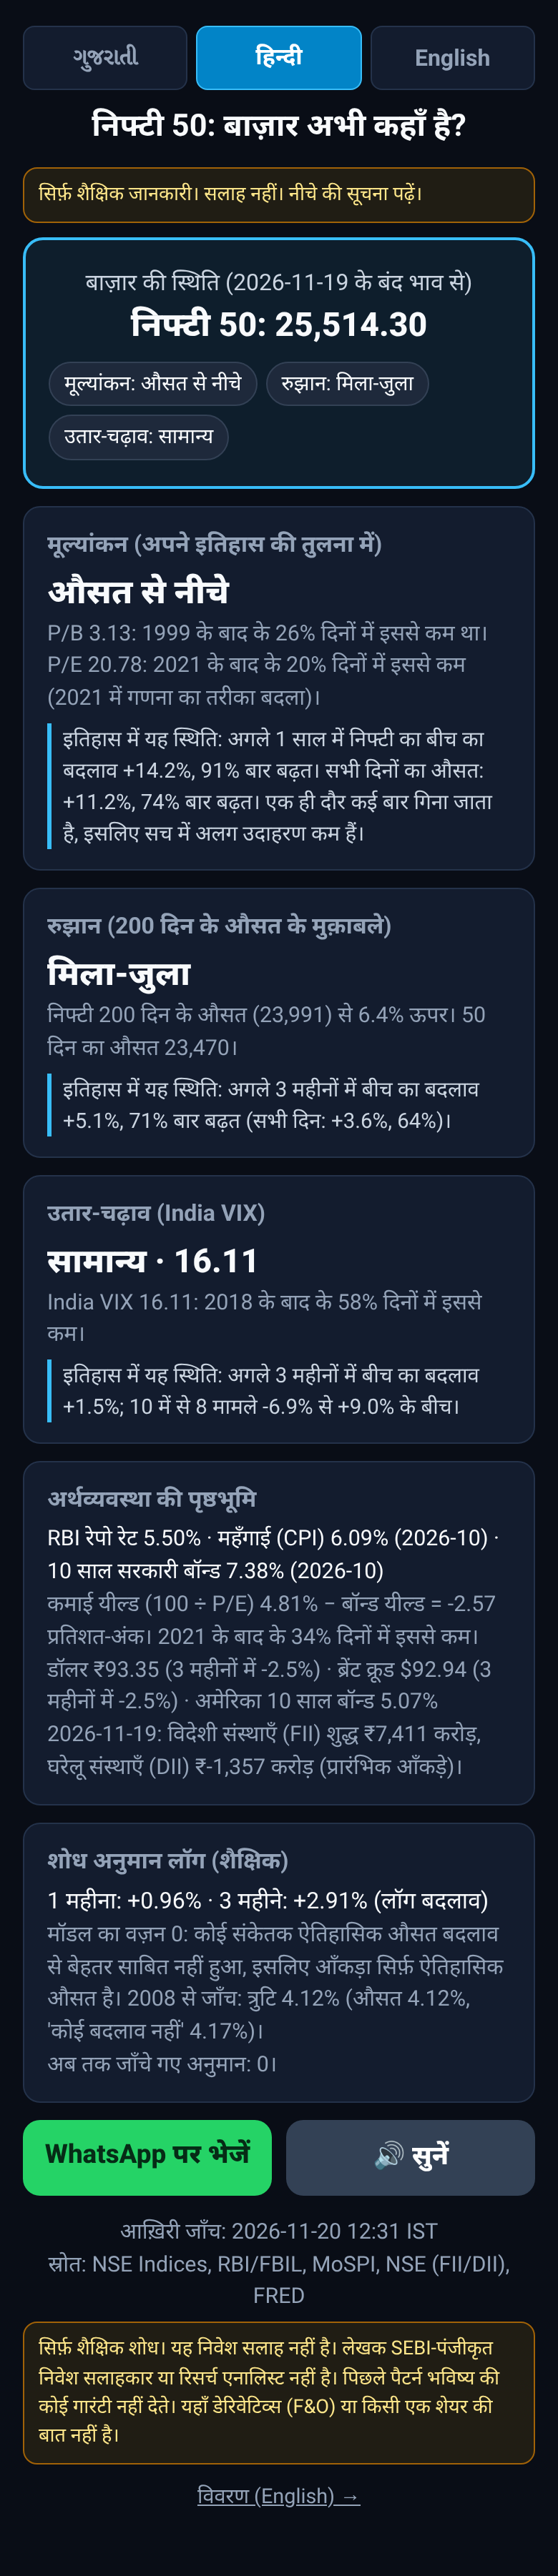 ગુજરાતી
हिन्दी
English
निफ्टी 50: बाज़ार अभी कहाँ है?
सिर्फ़ शैक्षिक जानकारी। सलाह नहीं। नीचे की सूचना पढ़ें।
बाज़ार की स्थिति (2026-11-19 के बंद भाव से)
निफ्टी 50: 25,514.30
मूल्यांकन: औसत से नीचे
रुझान: मिला-जुला
उतार-चढ़ाव: सामान्य
मूल्यांकन (अपने इतिहास की तुलना में)
औसत से नीचे
P/B 3.13: 1999 के बाद के 26% दिनों में इससे कम था।
P/E 20.78: 2021 के बाद के 20% दिनों में इससे कम
(2021 में गणना का तरीका बदला)।
इतिहास में यह स्थिति: अगले 1 साल में निफ्टी का बीच का
बदलाव +14.2%, 91% बार बढ़त। सभी दिनों का औसत:
+11.2%, 74% बार बढ़त। एक ही दौर कई बार गिना जाता
है, इसलिए सच में अलग उदाहरण कम हैं।
रुझान (200 दिन के औसत के मुक़ाबले)
मिला-जुला
निफ्टी 200 दिन के औसत (23,991) से 6.4% ऊपर। 50
दिन का औसत 23,470।
इतिहास में यह स्थिति: अगले 3 महीनों में बीच का बदलाव
+5.1%, 71% बार बढ़त (सभी दिन: +3.6%, 64%)।
उतार-चढ़ाव (India VIX)
सामान्य · 16.11
India VIX 16.11: 2018 के बाद के 58% दिनों में इससे
कम।
इतिहास में यह स्थिति: अगले 3 महीनों में बीच का बदलाव
+1.5%; 10 में से 8 मामले -6.9% से +9.0% के बीच।
अर्थव्यवस्था की पृष्ठभूमि
RBI रेपो रेट 5.50% · महँगाई (CPI) 6.09% (2026-10) ·
10 साल सरकारी बॉन्ड 7.38% (2026-10)
कमाई यील्ड (100 ÷ P/E) 4.81% − बॉन्ड यील्ड = -2.57
प्रतिशत-अंक। 2021 के बाद के 34% दिनों में इससे कम।
डॉलर ₹93.35 (3 महीनों में -2.5%) · ब्रेंट क्रूड $92.94 (3
महीनों में -2.5%) · अमेरिका 10 साल बॉन्ड 5.07%
2026-11-19: विदेशी संस्थाएँ (FII) शुद्ध ₹7,411 करोड़,
घरेलू संस्थाएँ (DII) ₹-1,357 करोड़ (प्रारंभिक आँकड़े)।
शोध अनुमान लॉग (शैक्षिक)
1 महीना: +0.96% · 3 महीने: +2.91% (लॉग बदलाव)
मॉडल का वज़न 0: कोई संकेतक ऐतिहासिक औसत बदलाव
से बेहतर साबित नहीं हुआ, इसलिए आँकड़ा सिर्फ़ ऐतिहासिक
औसत है। 2008 से जाँच: त्रुटि 4.12% (औसत 4.12%,
'कोई बदलाव नहीं' 4.17%)।
अब तक जाँचे गए अनुमान: 0।
WhatsApp पर भेजें
🔊 सुनें
आख़िरी जाँच: 2026-11-20 12:31 IST
स्रोत: NSE Indices, RBI/FBIL, MoSPI, NSE (FII/DII),
FRED
सिर्फ़ शैक्षिक शोध। यह निवेश सलाह नहीं है। लेखक SEBI-पंजीकृत
निवेश सलाहकार या रिसर्च एनालिस्ट नहीं है। पिछले पैटर्न भविष्य की
कोई गारंटी नहीं देते। यहाँ डेरिवेटिव्स (F&O) या किसी एक शेयर की
बात नहीं है।
विवरण (English) →